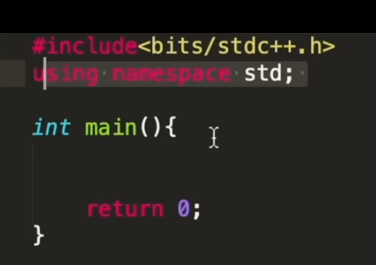 #include<bits/stdc++.h>
using namespace std;
int main(){
return 0;
}